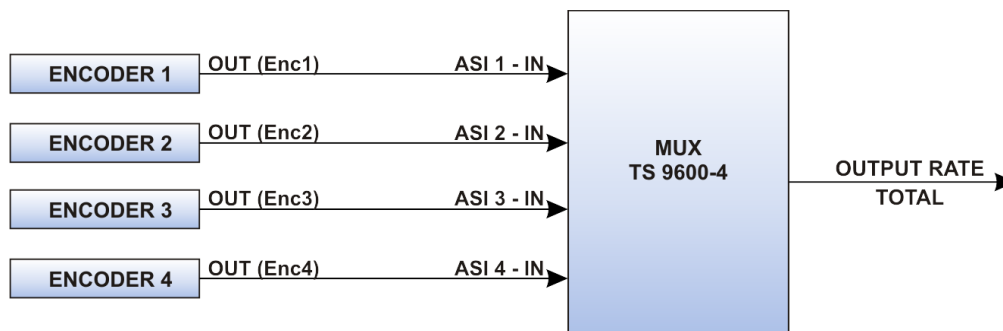 ENCODER 1 OUT (Enc1) ASI 1 - IN
ENCODER 2 OUT (Enc2) ASI 2 - IN
ENCODER 3 OUT (Enc3) ASI 3 - IN
ENCODER 4 OUT (Enc4) ASI 4 - IN
MUX
TS 9600-4
OUTPUT RATE
TOTAL